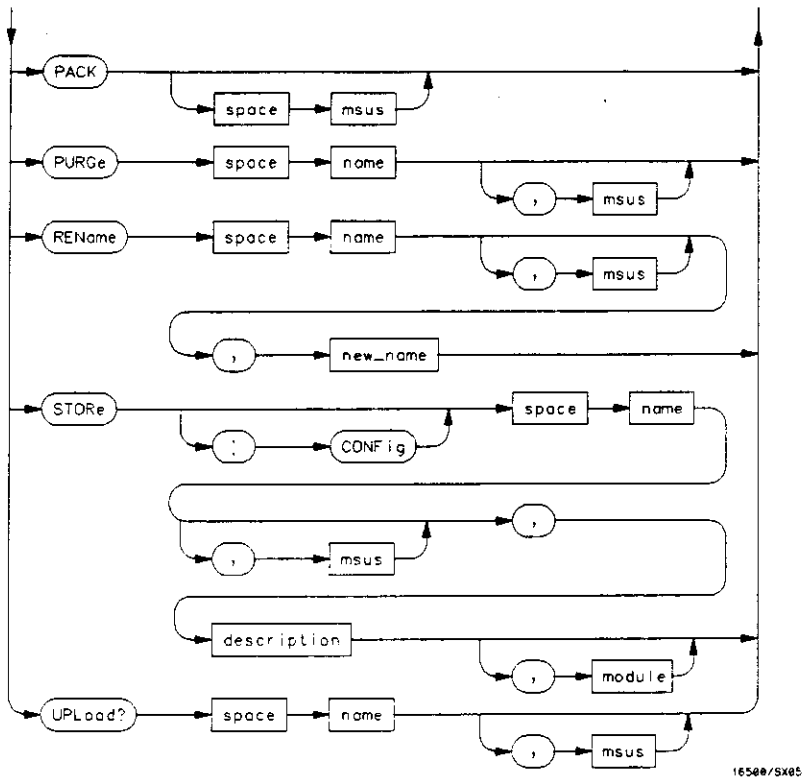 PACK
space msus
PURGe space name
, msus
REName space name
, msus
, new_name
STORe space name
: CONFig
,
, msus
description
, module
UPLoad? space name
, msus
16500/SX05